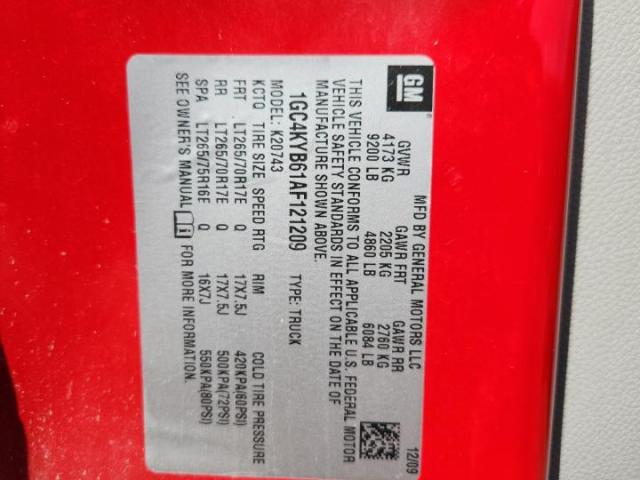 GM
®
MFD BY GENERAL MOTORS LLC 12/09
GVWR GAWR FRT GAWR RR
4173 KG 2205 KG 2760 KG
9200 LB 4860 LB 6084 LB
THIS VEHICLE CONFORMS TO ALL APPLICABLE U.S. FEDERAL MOTOR
VEHICLE SAFETY STANDARDS IN EFFECT ON THE DATE OF
MANUFACTURE SHOWN ABOVE.
1GC4KYB61AF121209 TYPE: TRUCK
MODEL: K20743
KCTQ TIRE SIZE SPEED RTG RIM COLD TIRE PRESSURE
FRT LT265/70R17E Q 17X7.5J 420KPA(60PSI)
RR LT265/70R17E Q 17X7.5J 500KPA(72PSI)
SPA LT265/75R16E Q 16X7J 550KPA(80PSI)
SEE OWNER'S MANUAL i FOR MORE INFORMATION.